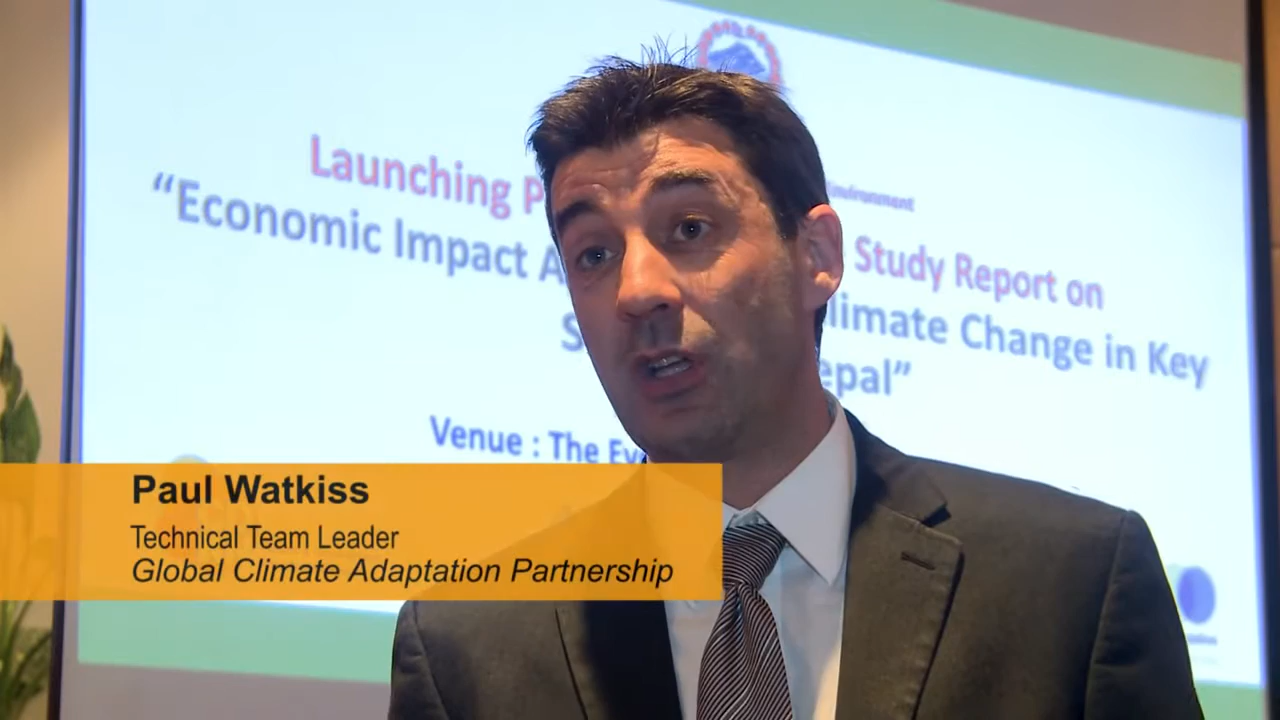 Environment
Launching P Study Report on
“Economic Impact A limate Change in Key
S epal”
Venue : The Ev
Paul Watkiss
Technical Team Leader
Global Climate Adaptation Partnership